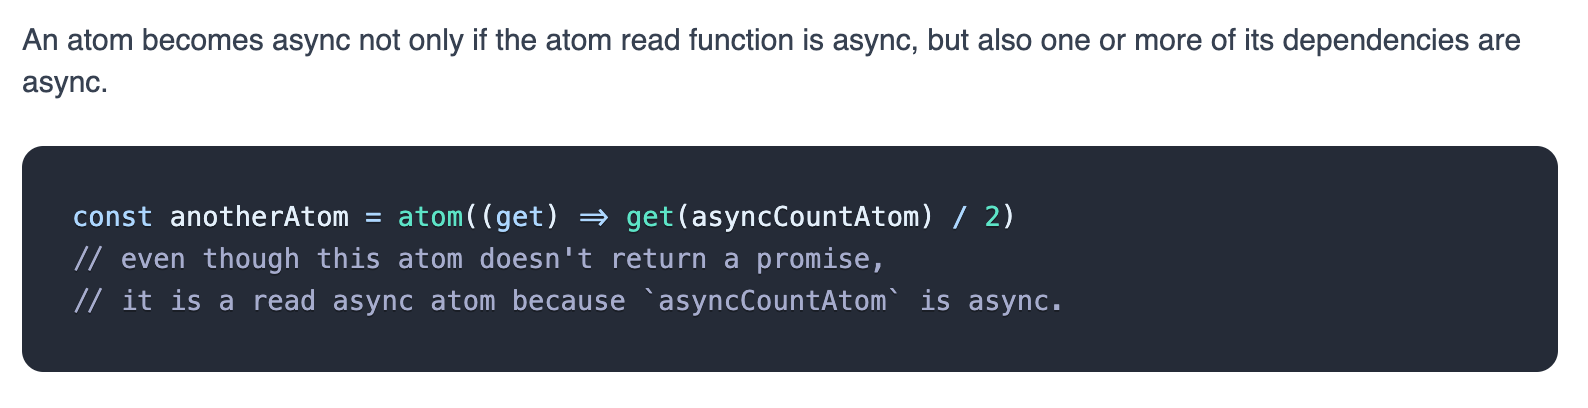 An atom becomes async not only if the atom read function is async, but also one or more of its dependencies are
async.
const anotherAtom = atom((get) => get(asyncCountAtom) / 2)
// even though this atom doesn't return a promise,
// it is a read async atom because `asyncCountAtom` is async.